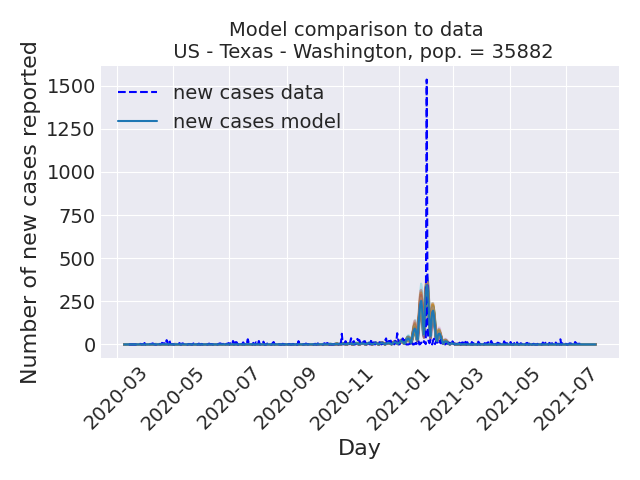 Model comparison to data
US - Texas - Washington, pop. = 35882
Number of new cases reported
1500
1250
1000
750
500
250
0
new cases data
new cases model
2020-03
2020-05
2020-07
2020-09
2020-11
2021-01
2021-03
2021-05
2021-07
Day